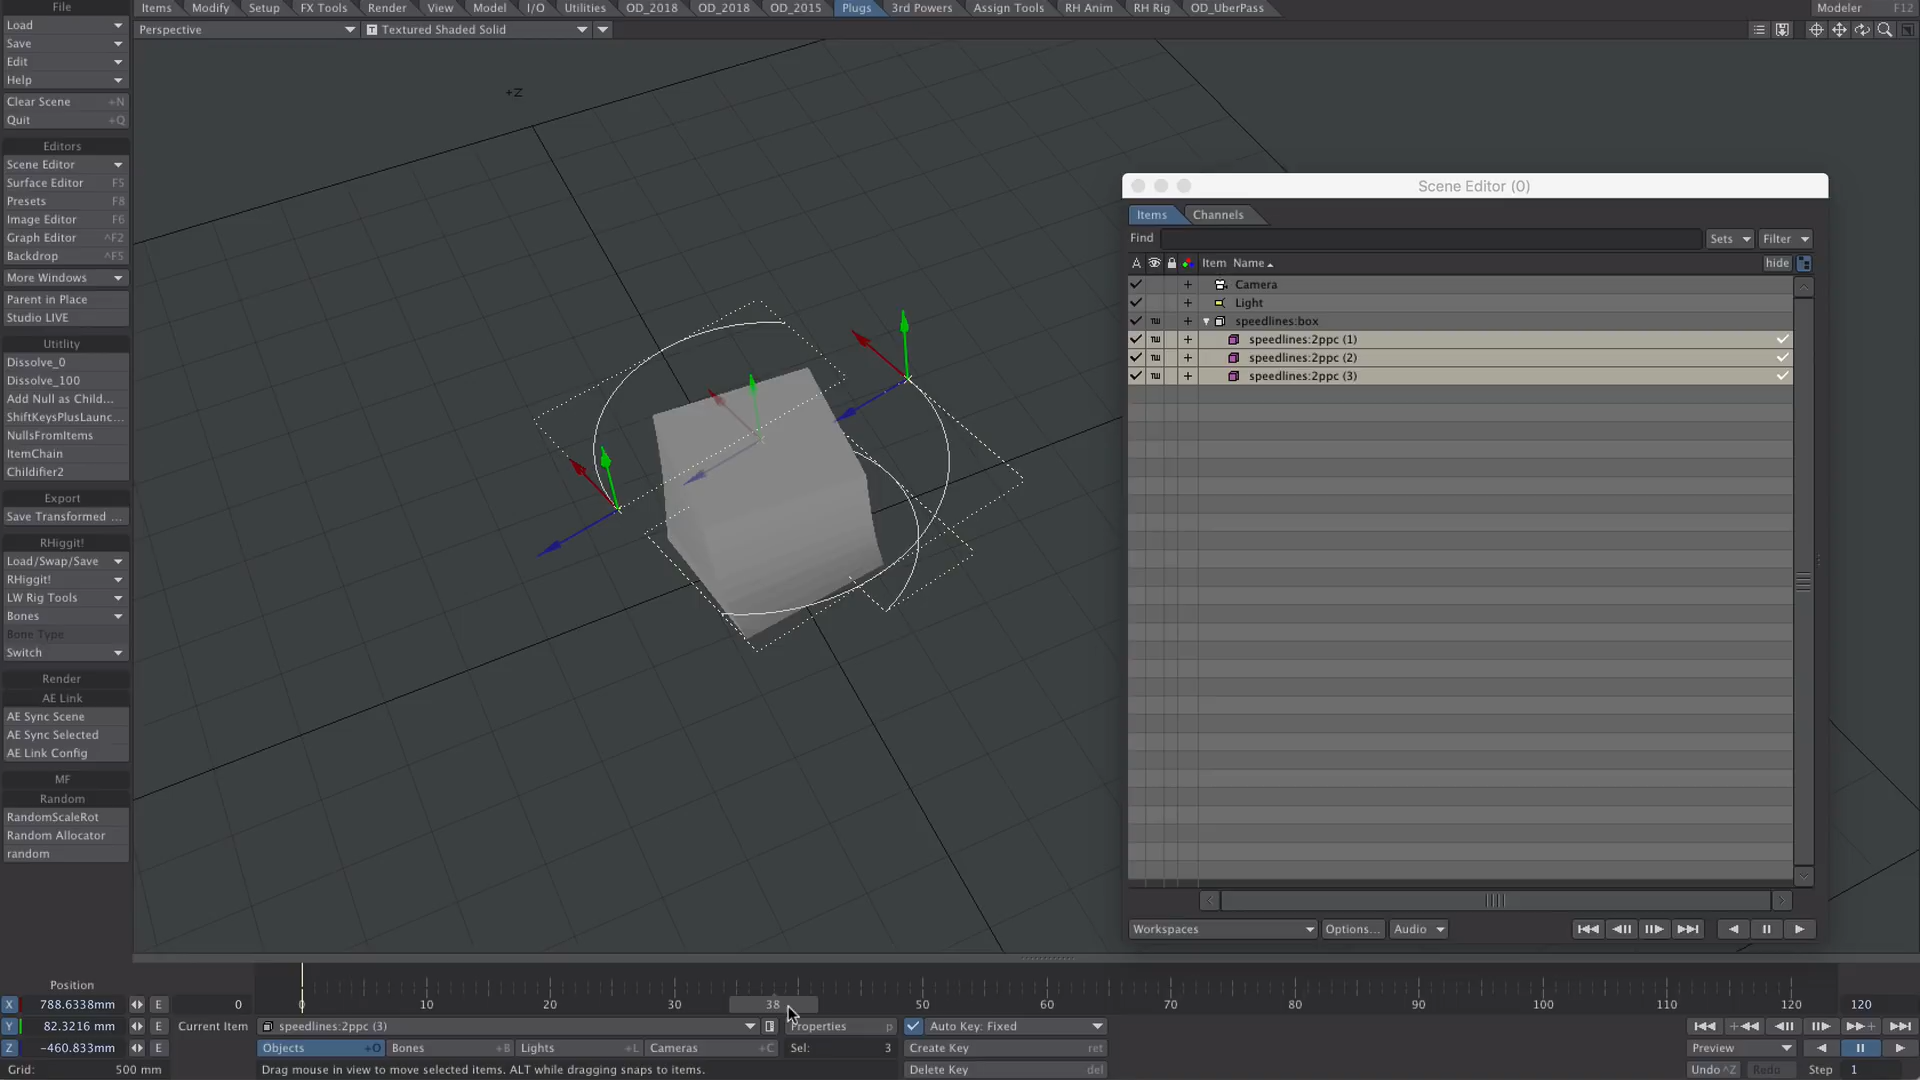 File
Items Modify Setup FX Tools Render View Model I/O Utilities OD_2018 OD_2018 OD_2015 Plugs 3rd Powers Assign Tools RH Anim RH Rig OD_UberPass Modeler F12
Load
Save
Edit
Help
Clear Scene +N
Quit +Q
Editors
Scene Editor
Surface Editor F5
Presets F8
Image Editor F6
Graph Editor ^F2
Backdrop ^F5
More Windows
Parent in Place
Studio LIVE
Uttitlity
Dissolve_0
Dissolve_100
Add Null as Child...
ShiftKeysPlusLaunc...
NullsFromItems
ItemChain
Childifier2
Export
Save Transformed ...
RHiggit!
Load/Swap/Save
RHiggit!
LW Rig Tools
Bones
Bone Type
Switch
Render
AE Link
AE Sync Scene
AE Sync Selected
AE Link Config
MF
Random
RandomScaleRot
Random Allocator
random
Perspective T Textured Shaded Solid
+Z
Scene Editor (0)
Items Channels
Find Sets Filter
A Item Name hide
Camera
Light
speedlines:box
speedlines:2ppc (1)
speedlines:2ppc (2)
speedlines:2ppc (3)
Workspaces Options... Audio
Position
X 788.6338mm E 0 0 10 20 30 38 50 60 70 80 90 100 110 120 120
Y 82.3216 mm E Current Item speedlines:2ppc (3) Properties p Auto Key: Fixed
Z -460.833mm E Objects +O Bones +B Lights +L Cameras +C Sel: 3 Create Key ret Preview
Grid: 500 mm Drag mouse in view to move selected items. ALT while dragging snaps to items. Delete Key del Undo ^Z Redo Step 1